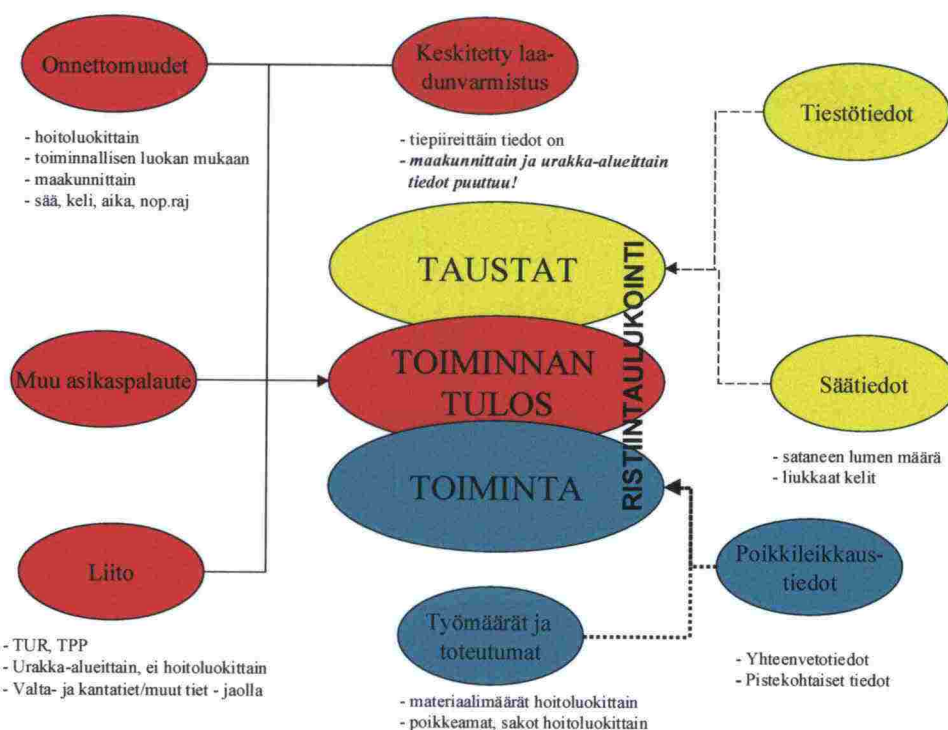 Onnettomuudet
- hoitoluokittain
- toiminnallisen luokan mukaan
- maakunnittain
- sää, keli, aika, nop.raj
Keskitetty laa-
dunvarmistus
- tiepiireittäin tiedot on
- maakunnittain ja urakka-alueittain
tiedot puuttuu!
Tiestötiedot
TAUSTAT
RISTIINTAULUKOINTI
Muu asikaspalaute
TOIMINNAN
TULOS
Säätiedot
- sataneen lumen määrä
- liukkaat kelit
TOIMINTA
Liito
- TUR, TPP
- Urakka-alueittain, ei hoitoluokittain
- Valta- ja kantatiet/muut tiet - jaolla
Poikkileikkaus-
tiedot
- Yhteenvetotiedot
- Pistekohtaiset tiedot
Työmäärät ja
toteutumat
- materiaalimäärät hoitoluokittain
- poikkeamat, sakot hoitoluokittain